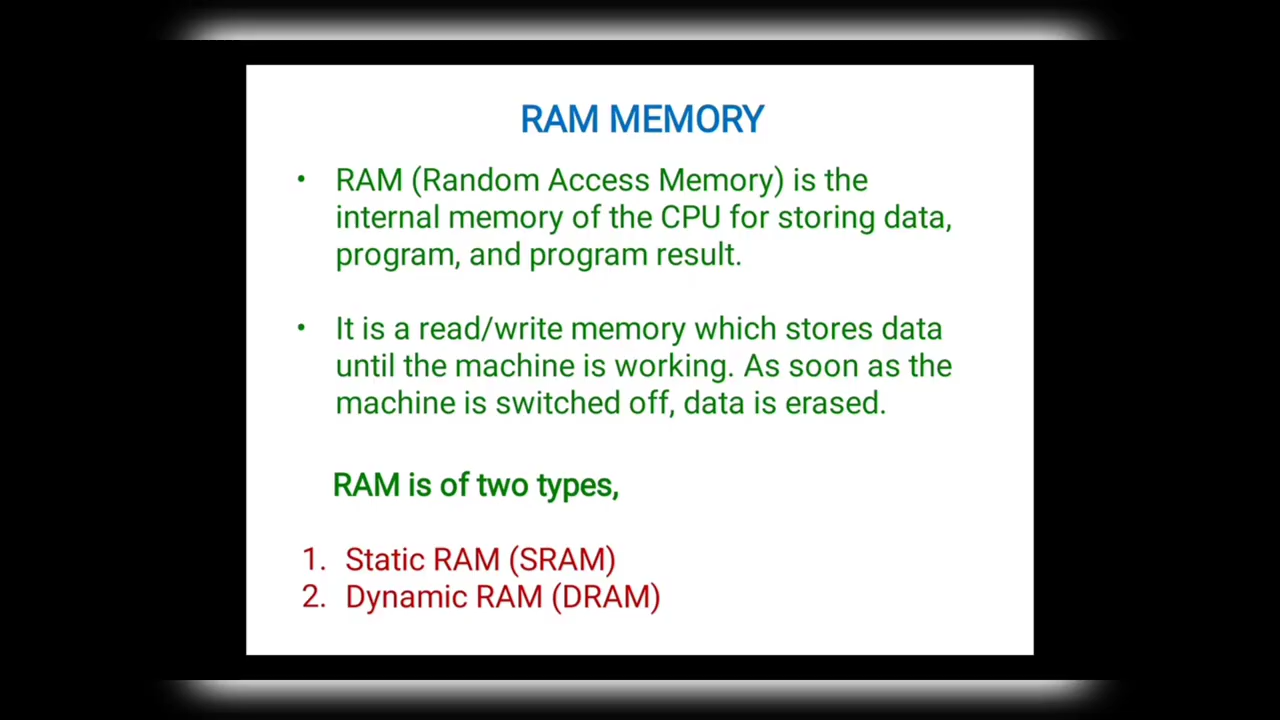 RAM MEMORY
• RAM (Random Access Memory) is the
internal memory of the CPU for storing data,
program, and program result.
• It is a read/write memory which stores data
until the machine is working. As soon as the
machine is switched off, data is erased.
RAM is of two types,
1. Static RAM (SRAM)
2. Dynamic RAM (DRAM)